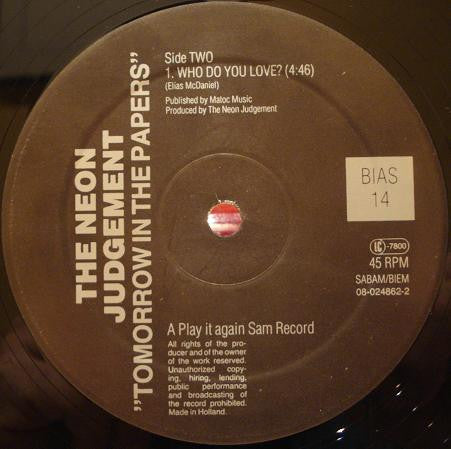 THE NEON
JUDGEMENT
"TOMORROW IN THE PAPERS"
Side TWO
1. WHO DO YOU LOVE? (4:46)
(Elias McDaniel)
Published by Matoc Music
Produced by The Neon Judgement
BIAS
14
LC-7800
45 RPM
SABAM/BIEM
08-024862-2
A Play it again Sam Record
All rights of the pro-
ducer and of the owner
of the work reserved.
Unauthorized copy-
ing, hiring, lending,
public performance
and broadcasting of
the record prohibited.
Made in Holland.